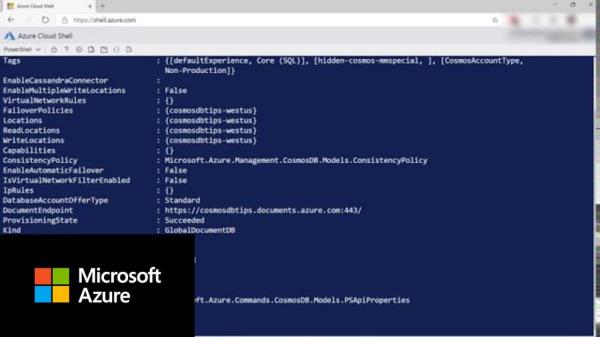 Azure Cloud Shell
https://shell.azure.com
Azure Cloud Shell
PowerShell
Tags : {[defaultExperience, Core (SQL)], [hidden-cosmos-mmspecial, ], [CosmosAccountType,
Non-Production]}
EnableCassandraConnector :
EnableMultipleWriteLocations : False
VirtualNetworkRules : {}
FailoverPolicies : {cosmosdbtips-westus}
Locations : {cosmosdbtips-westus}
ReadLocations : {cosmosdbtips-westus}
WriteLocations : {cosmosdbtips-westus}
Capabilities : {}
ConsistencyPolicy : Microsoft.Azure.Management.CosmosDB.Models.ConsistencyPolicy
EnableAutomaticFailover : False
IsVirtualNetworkFilterEnabled : False
IpRules : {}
DatabaseAccountOfferType : Standard
DocumentEndpoint : https://cosmosdbtips.documents.azure.com:443/
ProvisioningState : Succeeded
Kind : GlobalDocumentDB
Microsoft
Azure
ft.Azure.Commands.CosmosDB.Models.PSApiProperties